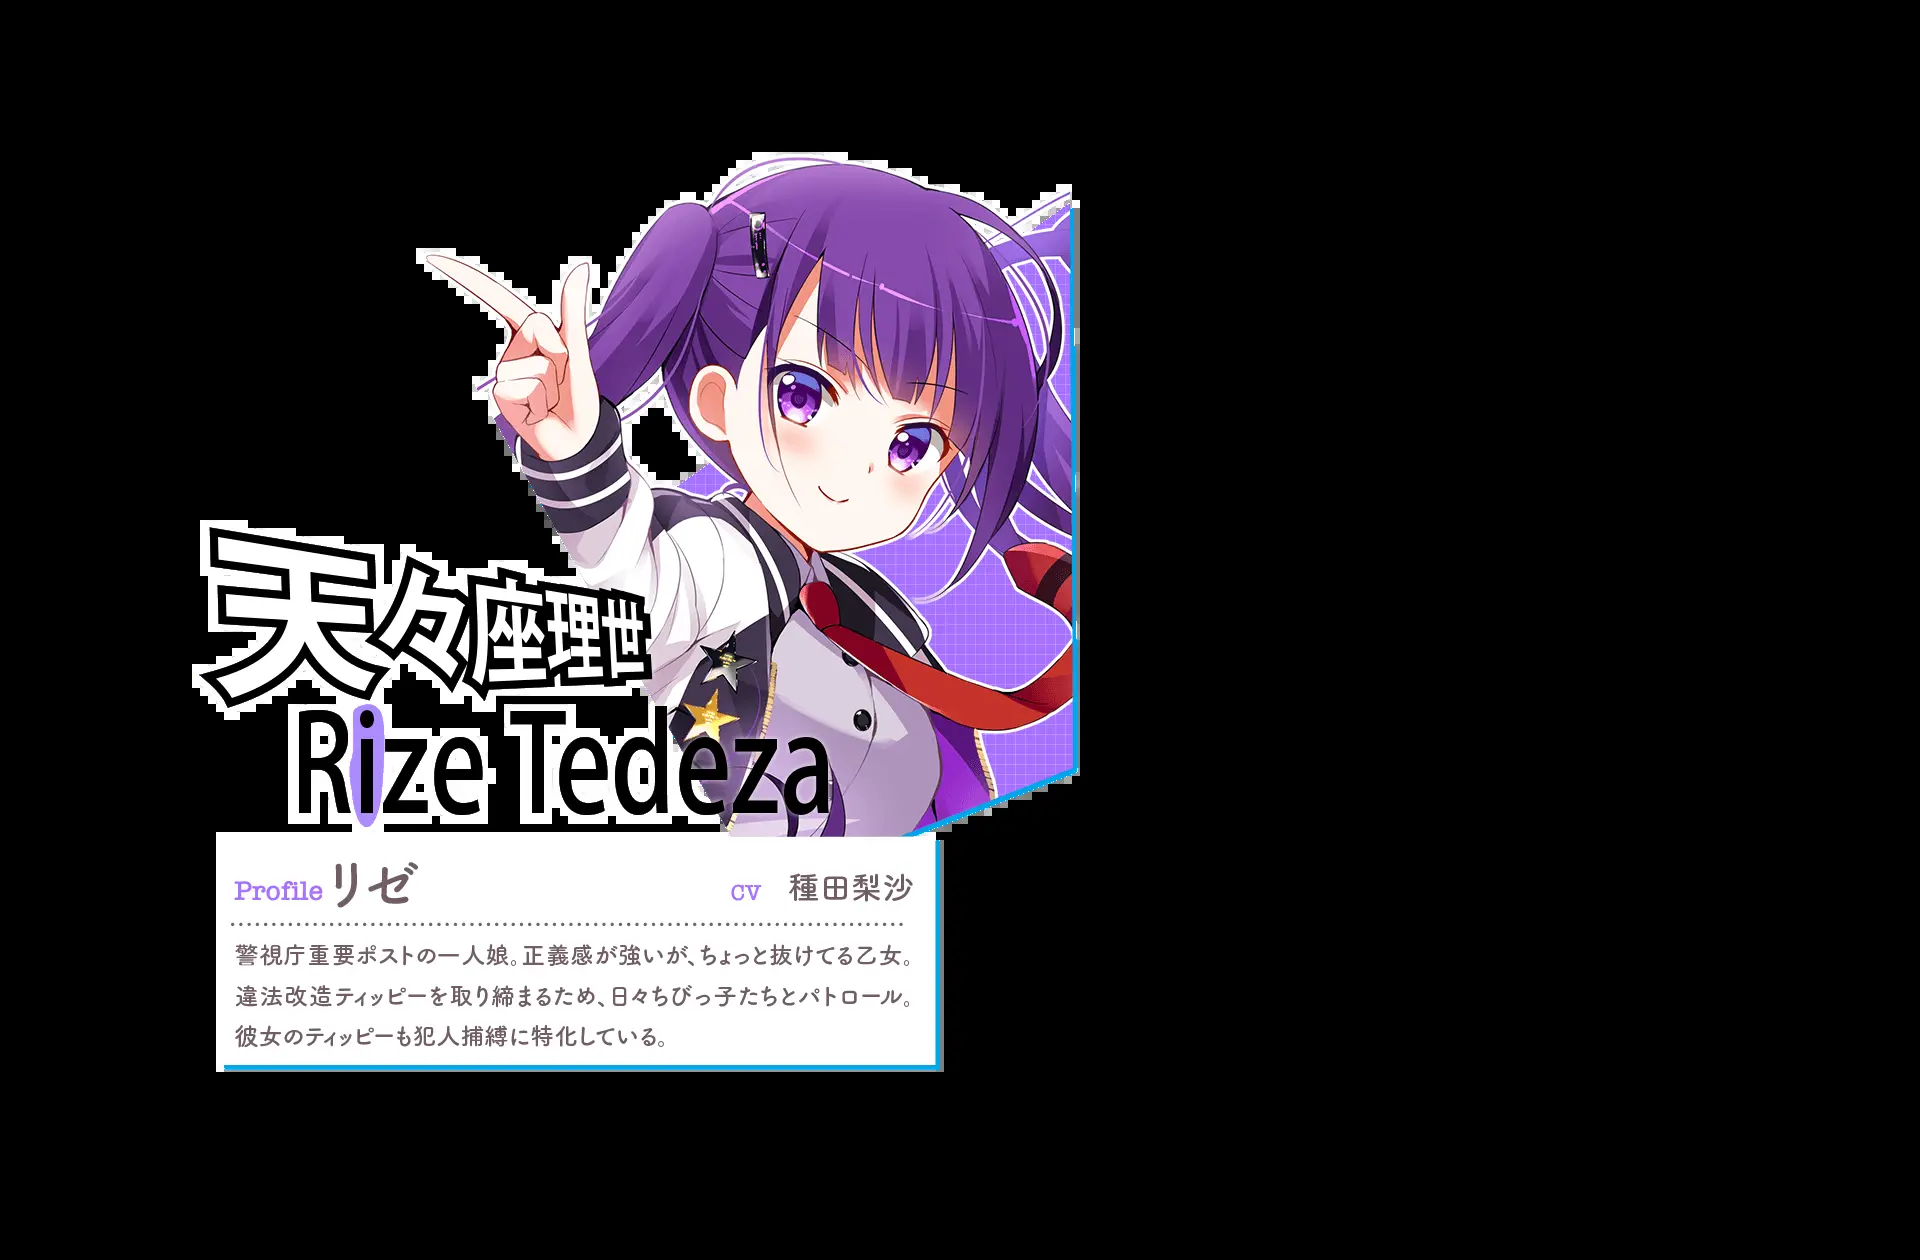 天々座理世
Rize Tedeza
Profile リゼ
CV 種田梨沙
警視庁重要ポストの一人娘。正義感が強いが、ちょっと抜けてる乙女。
違法改造ティッピーを取り締まるため、日々ちびっ子たちとパトロール。
彼女のティッピーも犯人捕縛に特化している。